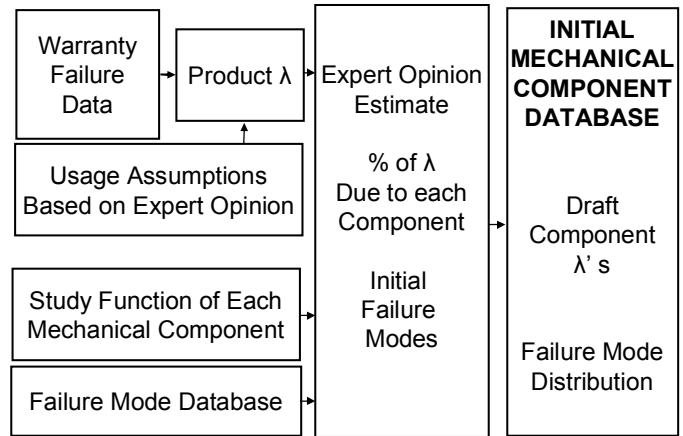 Warranty
Failure
Data
Product λ
Usage Assumptions
Based on Expert Opinion
Study Function of Each
Mechanical Component
Failure Mode Database
Expert Opinion
Estimate
% of λ
Due to each
Component
Initial
Failure
Modes
INITIAL
MECHANICAL
COMPONENT
DATABASE
Draft
Component
λ' s
Failure Mode
Distribution